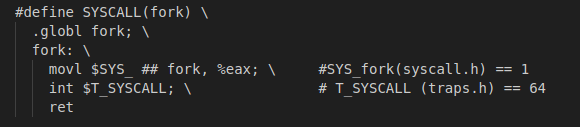 #define SYSCALL(fork) \
.globl fork; \
fork: \
movl $SYS_ ## fork, %eax; \ #SYS_fork(syscall.h) == 1
int $T_SYSCALL; \ # T_SYSCALL (traps.h) == 64
ret